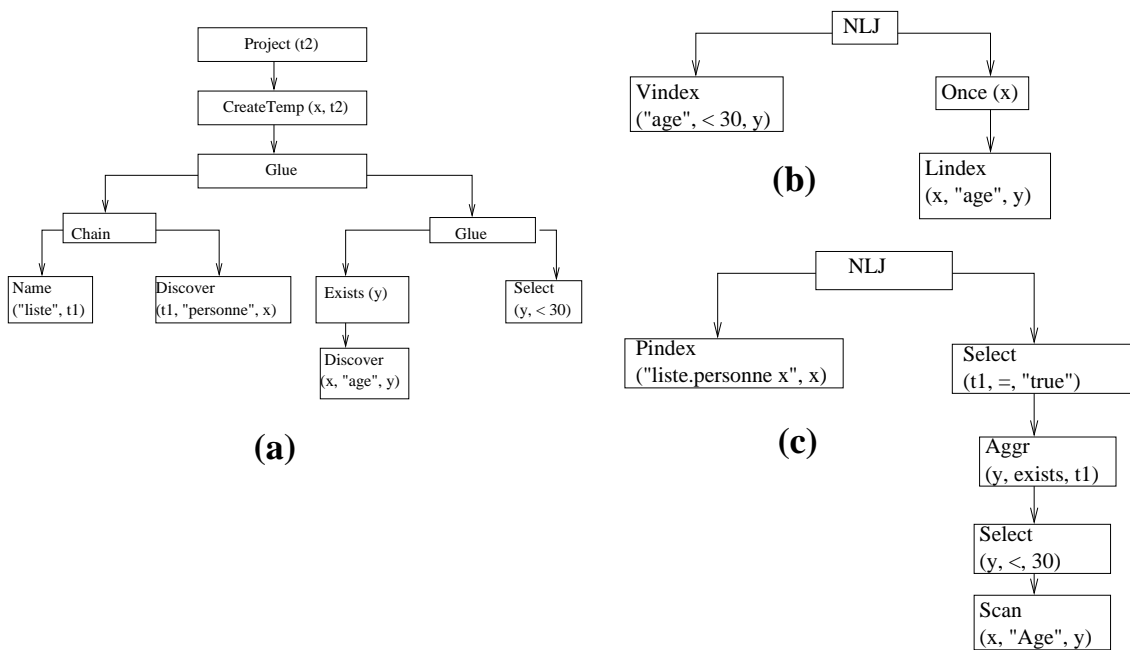 Project (t2)
CreateTemp (x, t2)
Glue
Chain
Glue
Name
("liste", t1)
Discover
(t1, "personne", x)
Exists (y)
Select
(y, < 30)
Discover
(x, "age", y)
(a)
NLJ
Vindex
("age", < 30, y)
Once (x)
Lindex
(x, "age", y)
(b)
NLJ
Pindex
("liste.personne x", x)
Select
(t1, =, "true")
Aggr
(y, exists, t1)
Select
(y, <, 30)
Scan
(x, "Age", y)
(c)